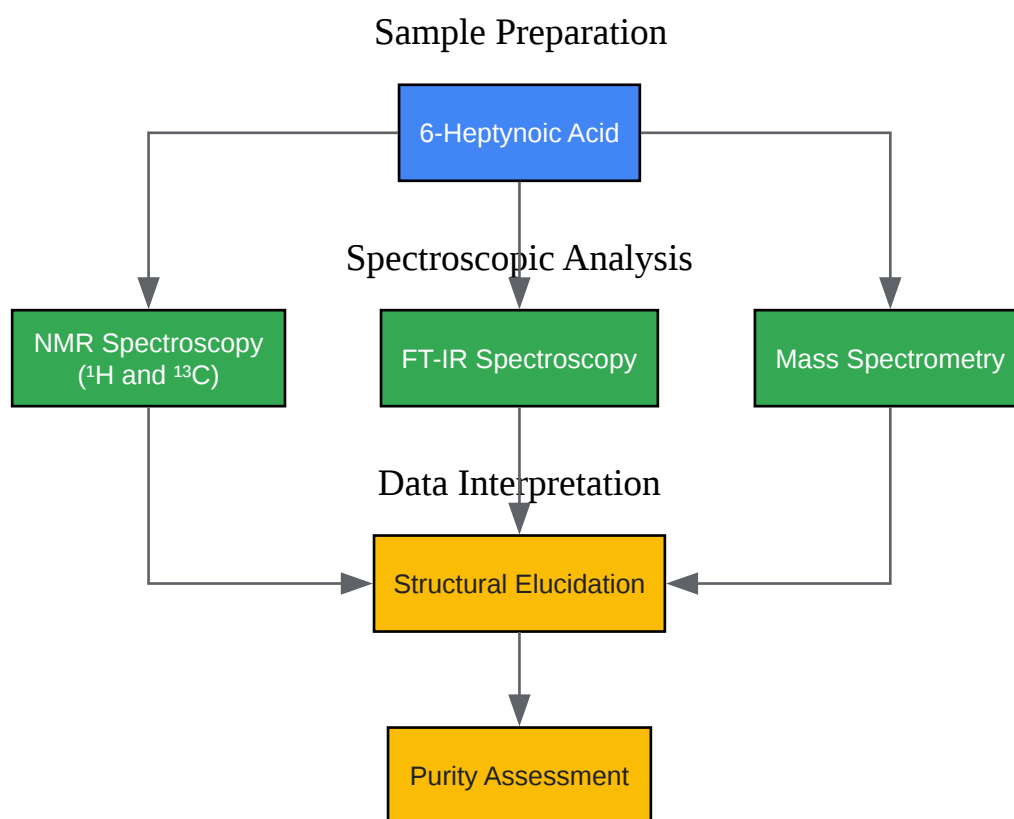 Sample Preparation
6-Heptynoic Acid
Spectroscopic Analysis
NMR Spectroscopy
(¹H and ¹³C)
FT-IR Spectroscopy
Mass Spectrometry
Data Interpretation
Structural Elucidation
Purity Assessment